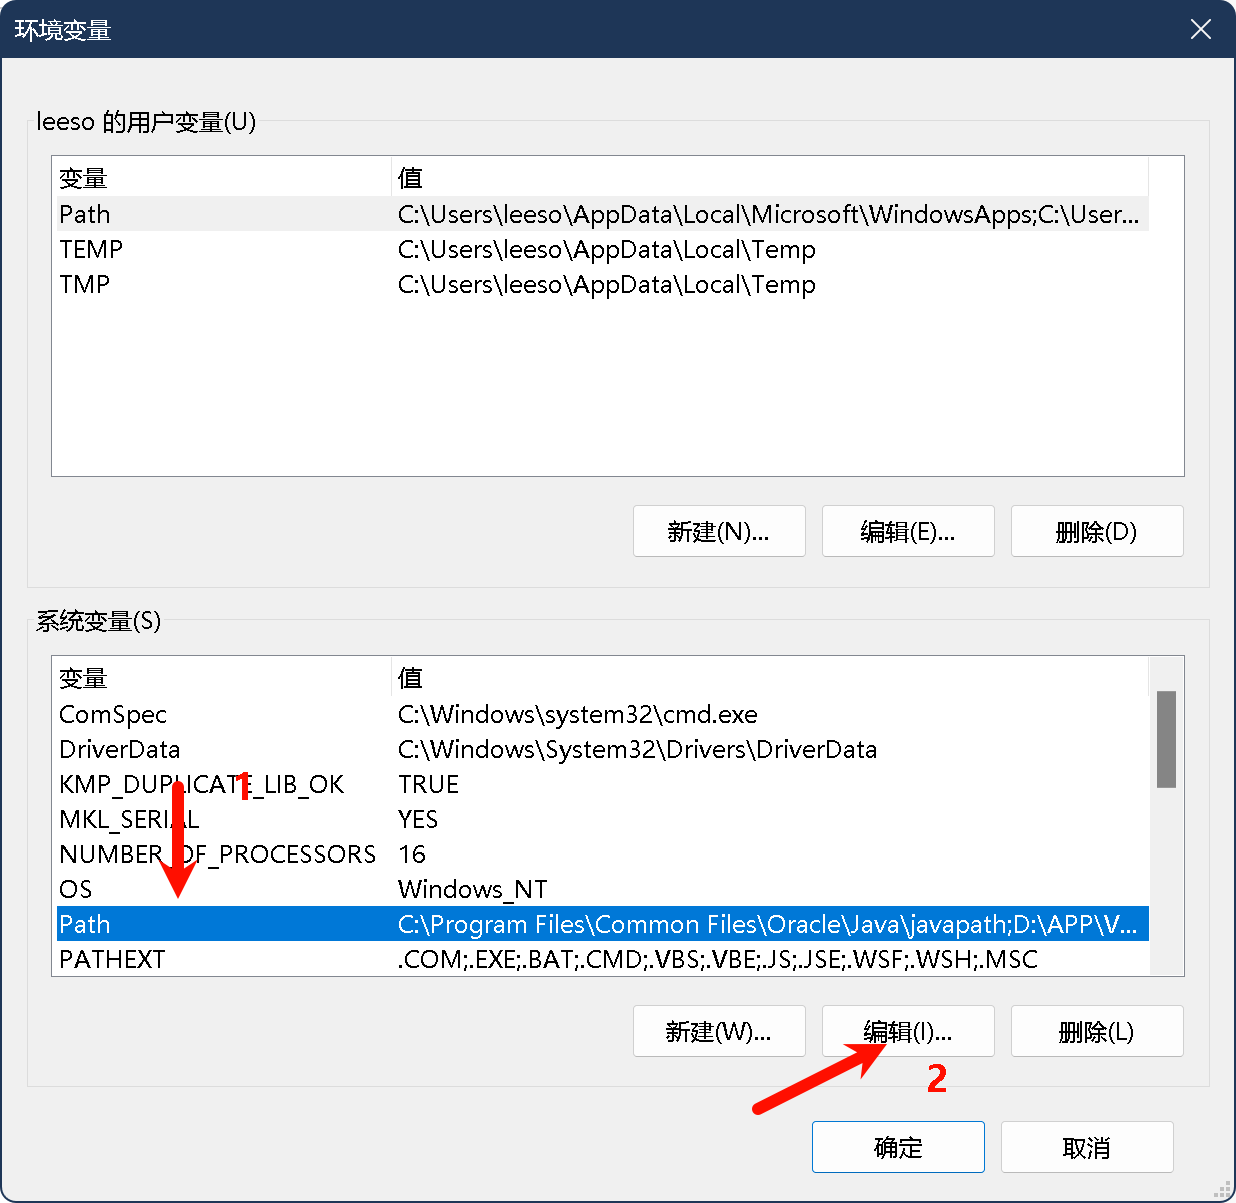 环境变量
leeso 的用户变量(U)
变量 值
Path C:\Users\leeso\AppData\Local\Microsoft\WindowsApps;C:\User...
TEMP C:\Users\leeso\AppData\Local\Temp
TMP C:\Users\leeso\AppData\Local\Temp
新建(N)... 编辑(E)... 删除(D)
系统变量(S)
变量 值
ComSpec C:\Windows\system32\cmd.exe
DriverData C:\Windows\System32\Drivers\DriverData
KMP_DUPLICATE_LIB_OK TRUE
1
MKL_SERIAL YES
NUMBER_OF_PROCESSORS 16
OS Windows_NT
Path C:\Program Files\Common Files\Oracle\Java\javapath;D:\APP\V...
PATHEXT .COM;.EXE;.BAT;.CMD;.VBS;.VBE;.JS;.JSE;.WSF;.WSH;.MSC
新建(W)... 编辑(I)... 删除(L)
2
确定 取消